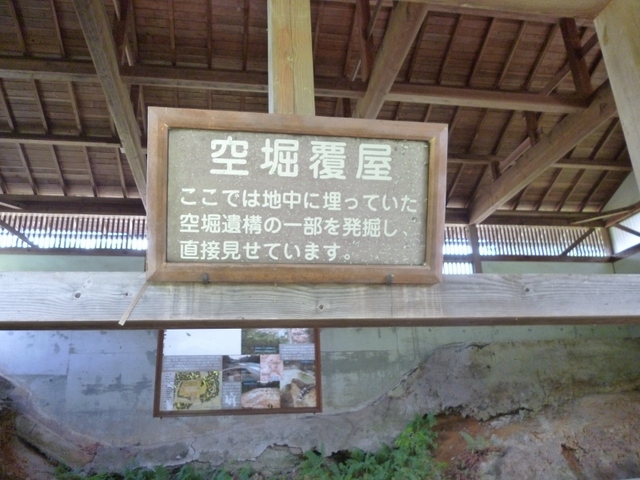 空堀覆屋
ここでは地中に埋っていた
空堀遺構の一部を発掘し、
直接見せています。